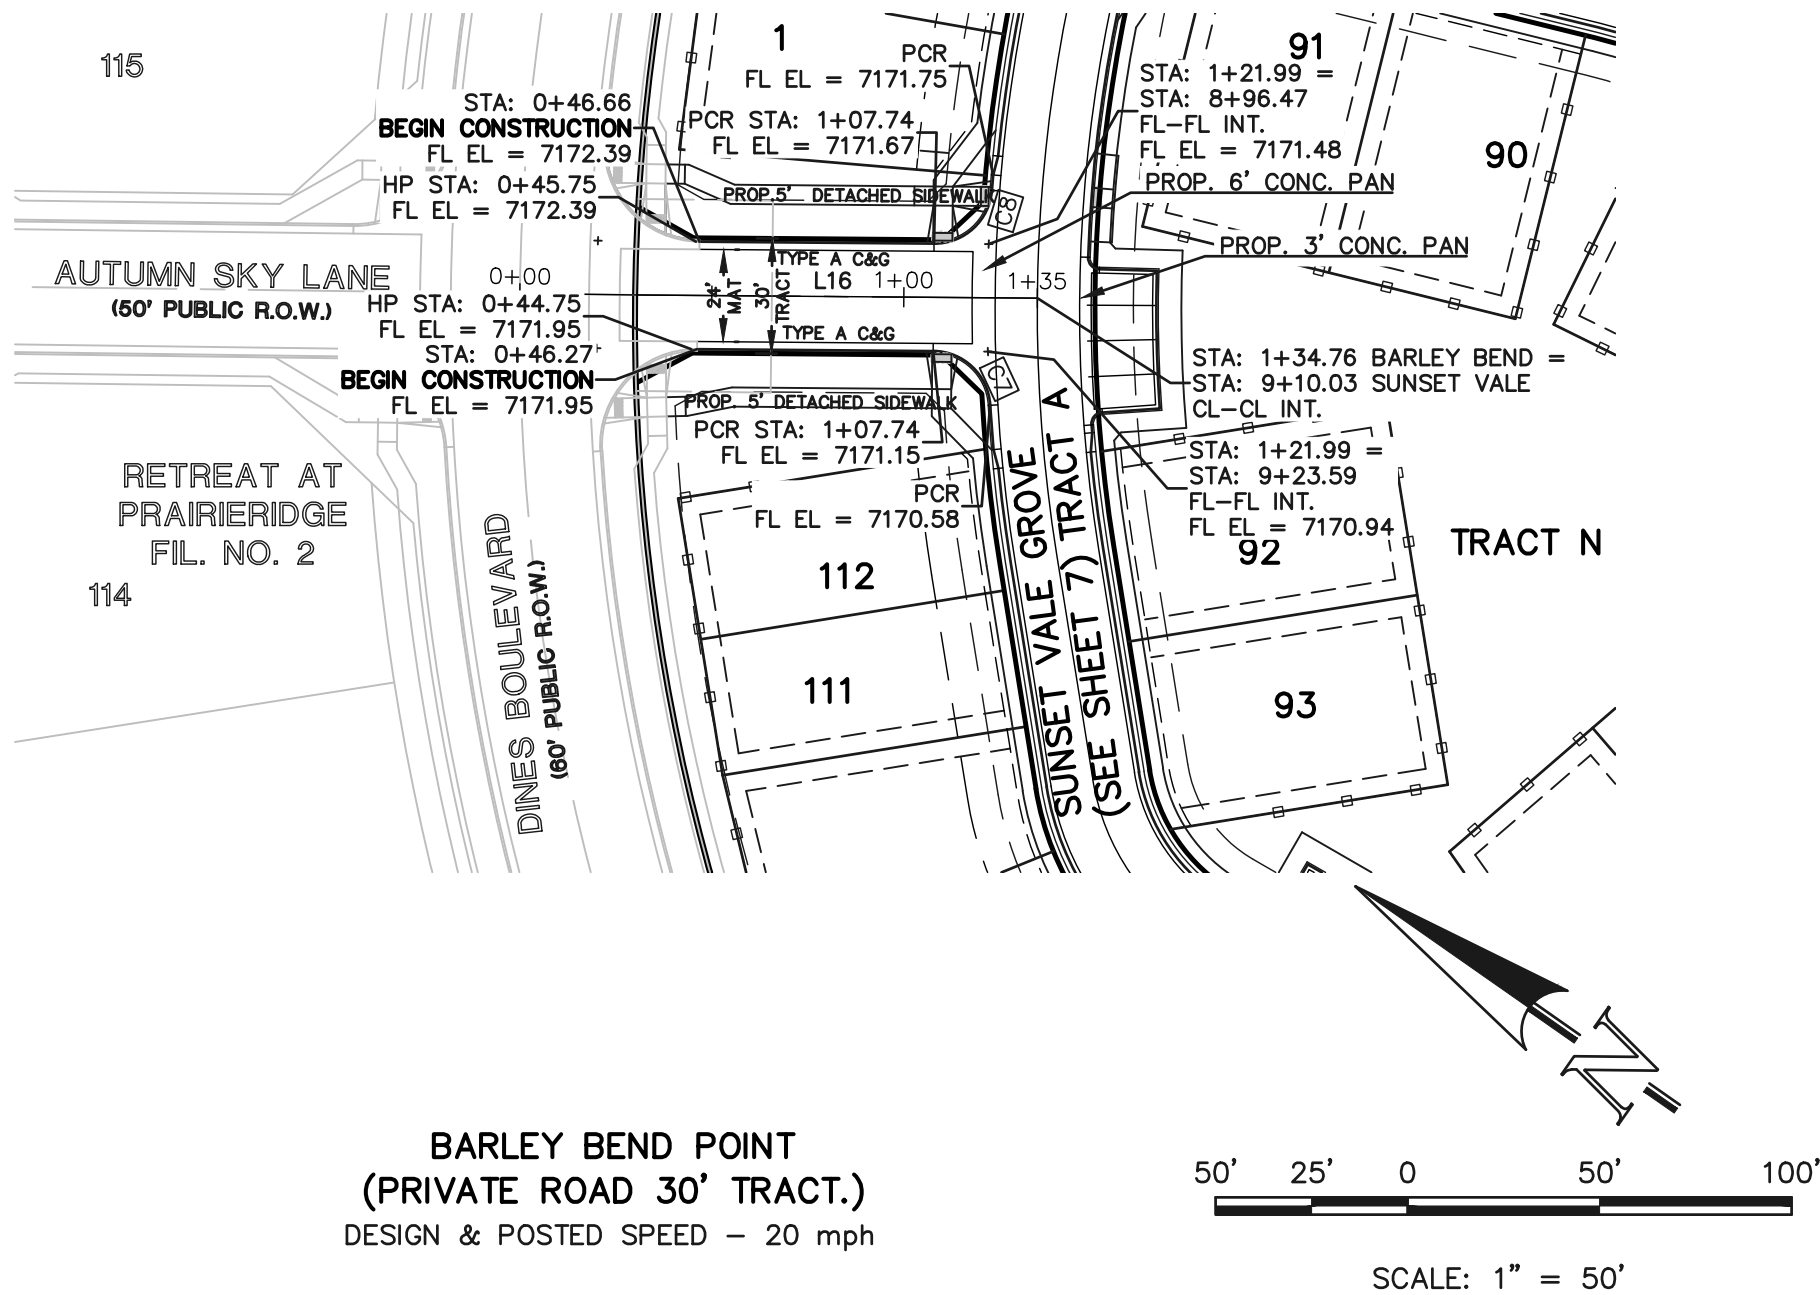 115
1
91
90
PCR
FL EL = 7171.75
STA: 0+46.66
BEGIN CONSTRUCTION
FL EL = 7172.39
PCR STA: 1+07.74
FL EL = 7171.67
STA: 1+21.99 =
STA: 8+96.47
FL-FL INT.
FL EL = 7171.48
HP STA: 0+45.75
FL EL = 7172.39
PROP. 6' CONC. PAN
PROP.5' DETACHED SIDEWALK
C8
PROP. 3' CONC. PAN
AUTUMN SKY LANE
(50' PUBLIC R.O.W.)
0+00
TYPE A C&G
L16
1+00
1+35
24'
MAT
30'
TRACT
TYPE A C&G
HP STA: 0+44.75
FL EL = 7171.95
STA: 0+46.27
BEGIN CONSTRUCTION
FL EL = 7171.95
C7
PROP. 5' DETACHED SIDEWALK
PCR STA: 1+07.74
FL EL = 7171.15
PCR
FL EL = 7170.58
STA: 1+34.76 BARLEY BEND =
STA: 9+10.03 SUNSET VALE
CL-CL INT.
STA: 1+21.99 =
STA: 9+23.59
FL-FL INT.
FL EL = 7170.94
RETREAT AT
PRAIRIERIDGE
FIL. NO. 2
114
DINES BOULEVARD
(60' PUBLIC R.O.W.)
112
111
SUNSET VALE GROVE
(SEE SHEET 7) TRACT A
92
93
TRACT N
N
BARLEY BEND POINT
(PRIVATE ROAD 30' TRACT.)
DESIGN & POSTED SPEED - 20 mph
50' 25' 0 50' 100'
SCALE: 1" = 50'